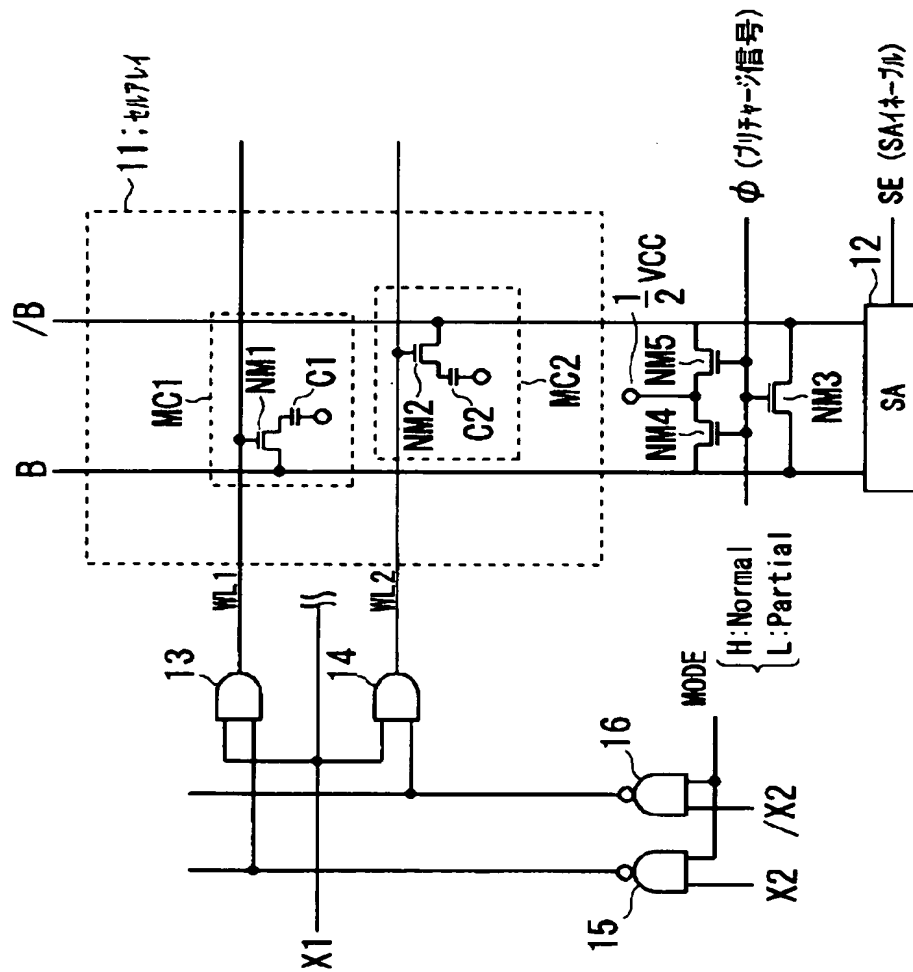 11;セルアレイ
/B
B
MC1
NM1
C1
WL1
13
X1
NM2
C2
MC2
WL2
14
1/2 VCC
NM4
NM5
φ (プリチャージ信号)
NM3
12
SA
SE (SAイネーブル)
MODE
H:Normal
L:Partial
16
/X2
15
X2